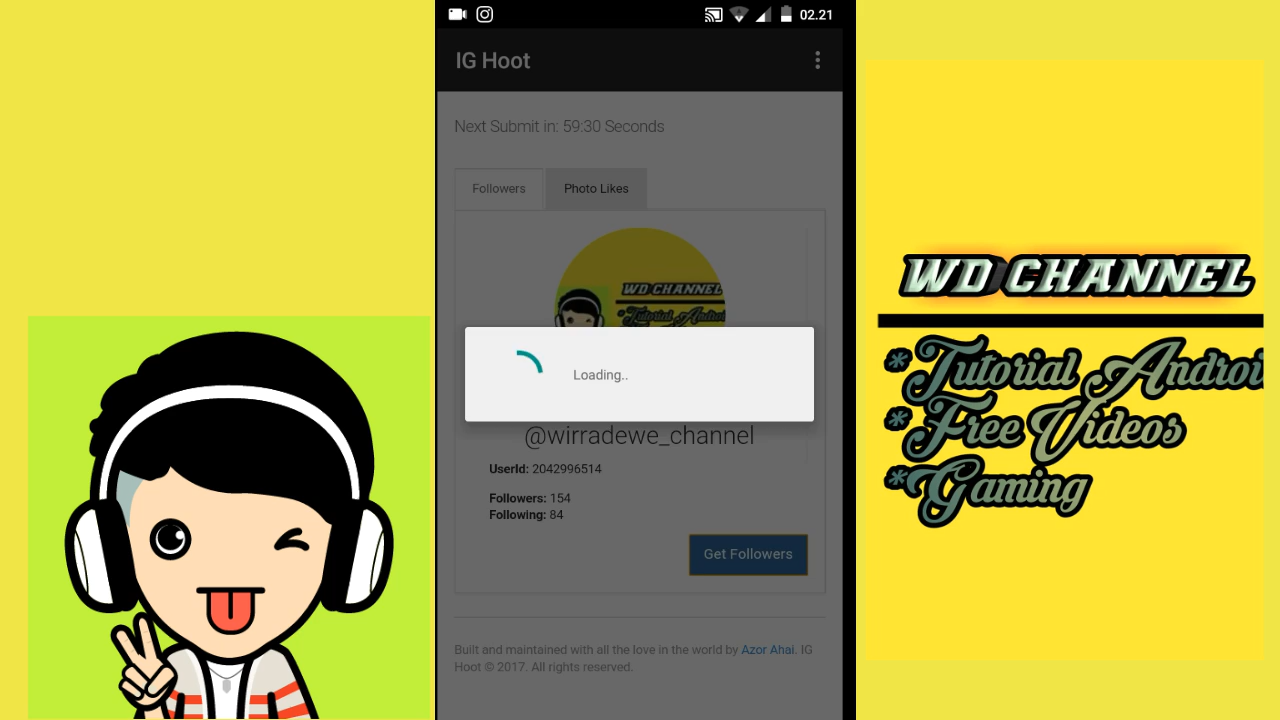 02.21
IG Hoot
Next Submit in: 59:30 Seconds
Followers
Photo Likes
WD CHANNEL
*Tutorial Androi
Loading..
@wirradewe_channel
UserId: 2042996514
Followers: 154
Following: 84
Get Followers
Built and maintained with all the love in the world by Azor Ahai. IG
Hoot © 2017. All rights reserved.
WD CHANNEL
*Tutorial Androi
*Free Videos
*Gaming